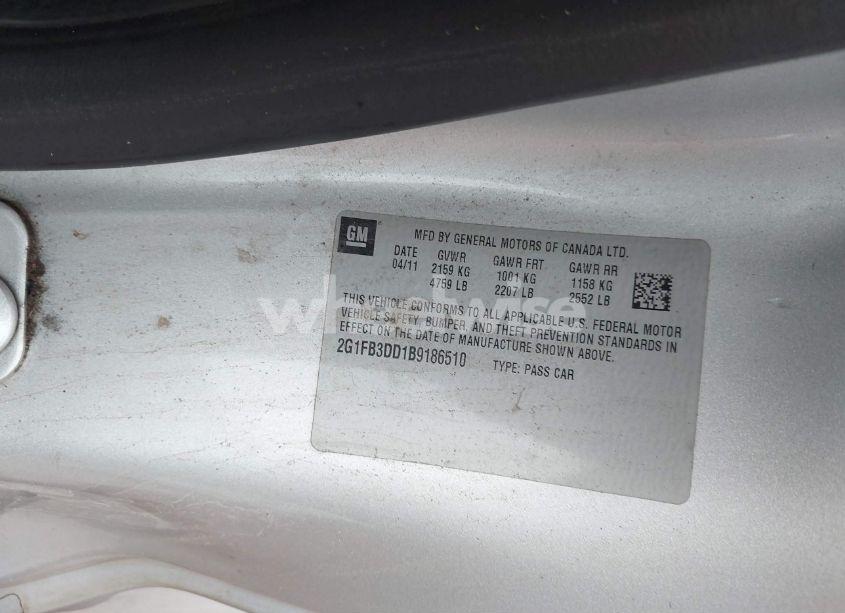 GM
MFD BY GENERAL MOTORS OF CANADA LTD.
DATE GVWR GAWR FRT. GAWR RR
04/11 2159 KG 1001 KG 1158 KG
4759 LB 2207 LB 2552 LB
THIS VEHICLE CONFORMS TO ALL APPLICABLE U.S. FEDERAL MOTOR
VEHICLE SAFETY, BUMPER, AND THEFT PREVENTION STANDARDS IN
EFFECT ON THE DATE OF MANUFACTURE SHOWN ABOVE.
2G1FB3DD1B9186510 TYPE: PASS CAR